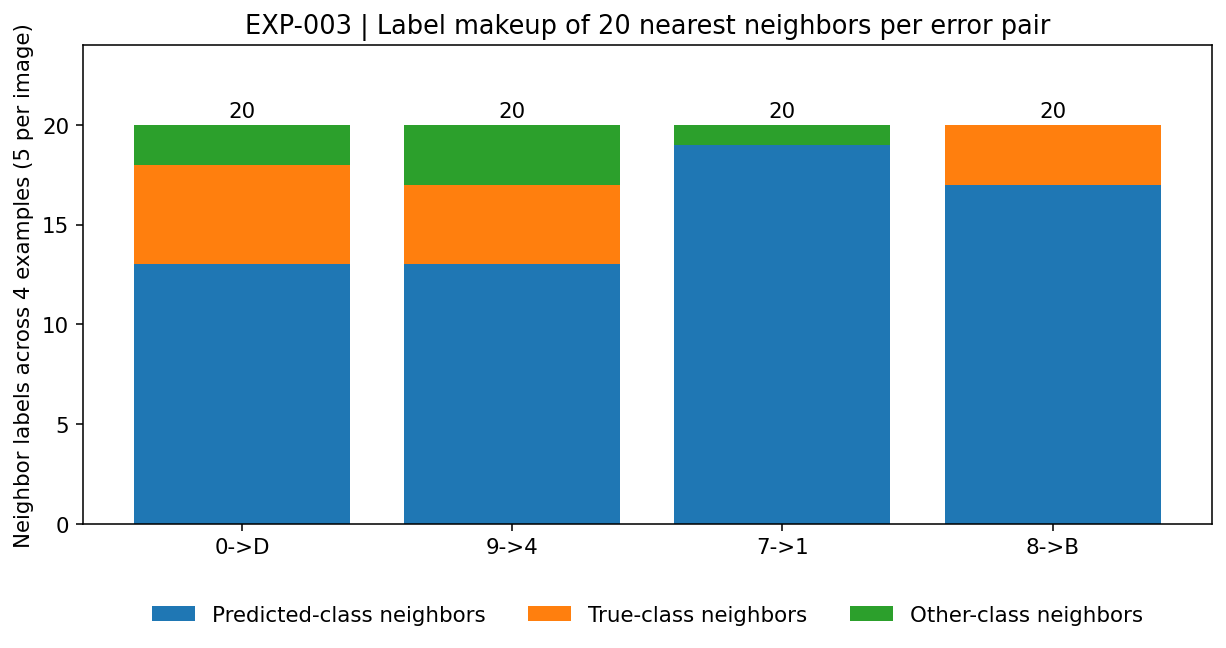 EXP-003 | Label makeup of 20 nearest neighbors per error pair
Neighbor labels across 4 examples (5 per image)
20
15
10
5
0
20
20
20
20
0->D
9->4
7->1
8->B
Predicted-class neighbors
True-class neighbors
Other-class neighbors